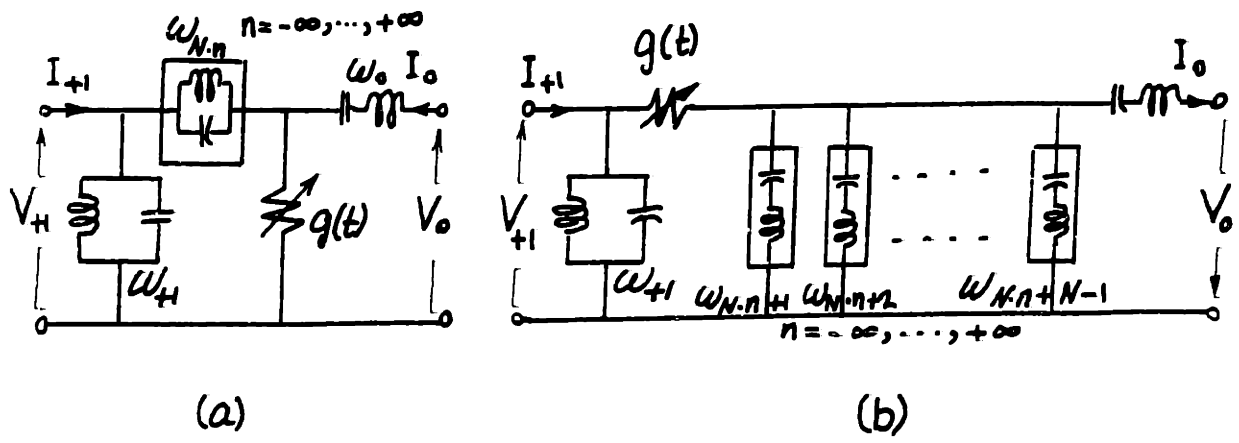 ω_{N·n} n=-∞,···,+∞
I_{+1} ω_0 I_0
V_{+1} g(t) V_0
ω_{+1}
(a)
g(t)
I_{+1} I_0
V_{+1} V_0
ω_{+1} ω_{N·n+1} ω_{N·n+2} ω_{N·n+N-1}
n=-∞,···,+∞
(b)